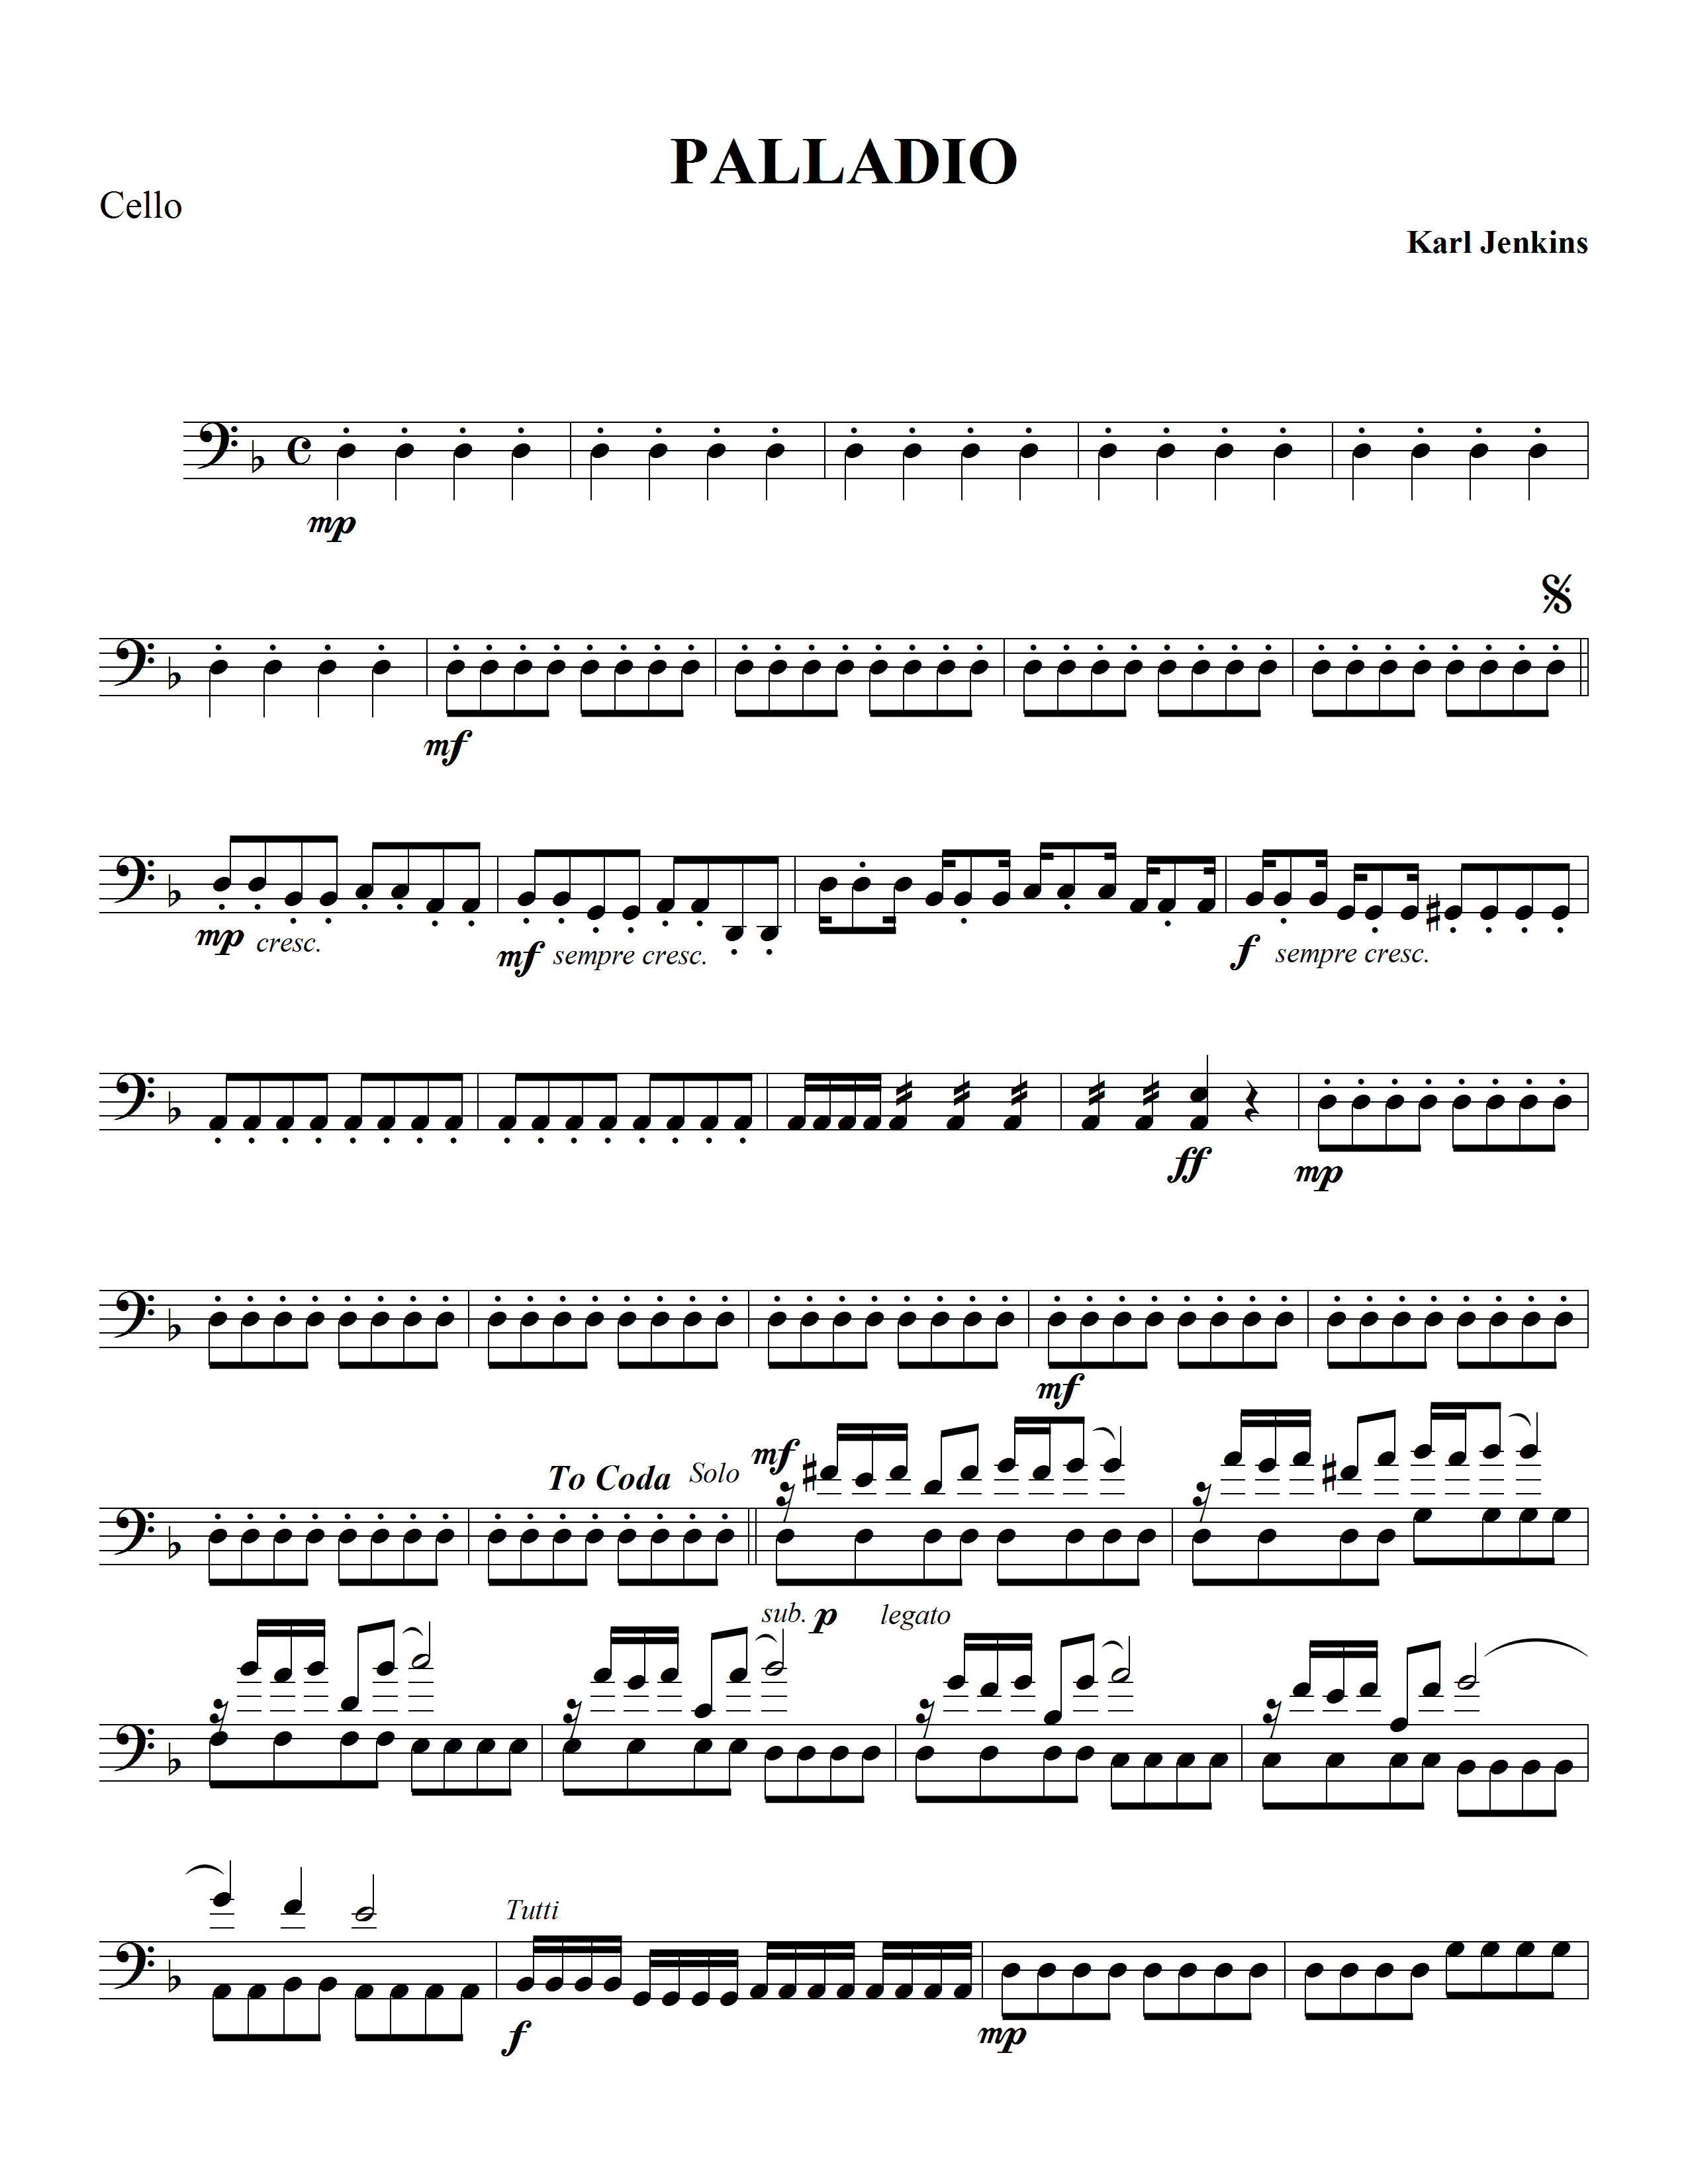 PALLADIO
Cello
Karl Jenkins
mp
mf
mp cresc. mf sempre cresc. f sempre cresc.
ff mp
mf
To Coda Solo mf
sub. p legato
Tutti
f mp